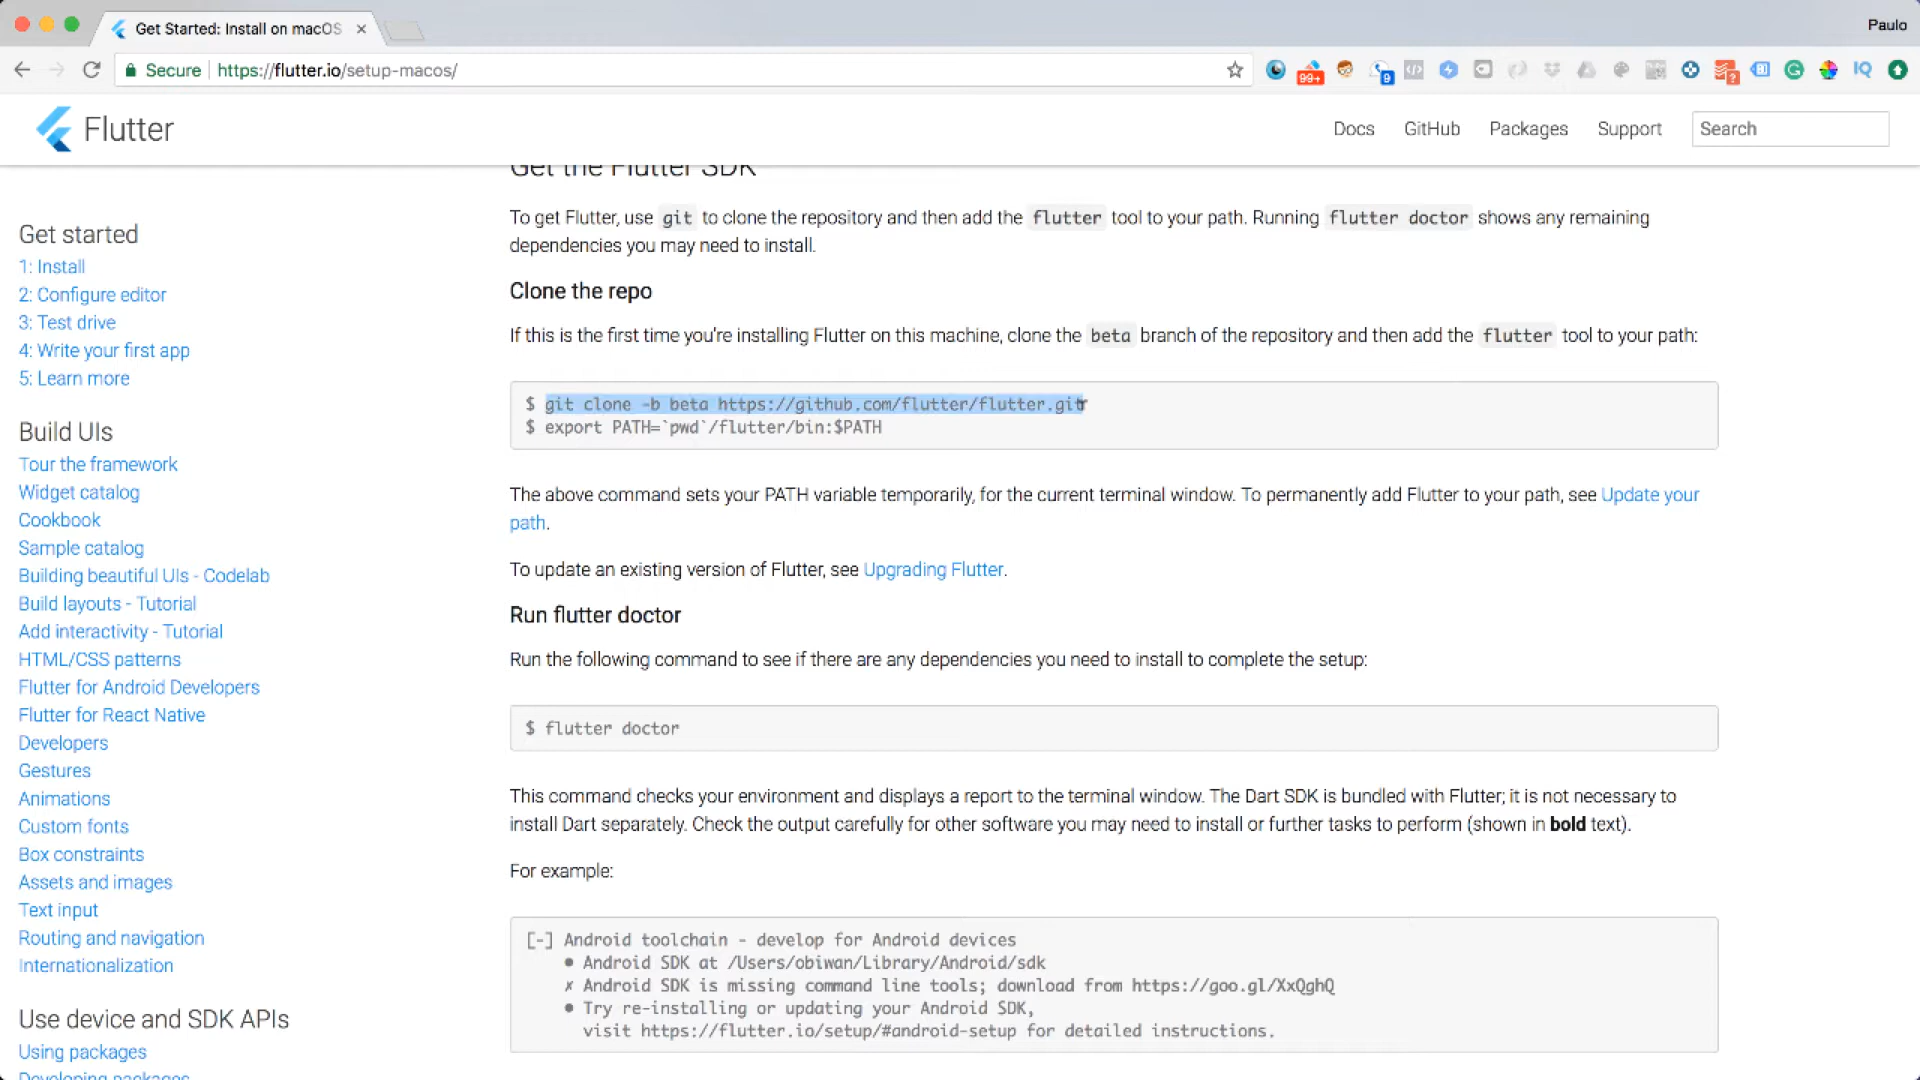 Get Started: Install on macOS
Paulo
Secure
https://flutter.io/setup-macos/
99+
9
?
IQ
Flutter
Docs
GitHub
Packages
Support
Search
Get started
1: Install
2: Configure editor
3: Test drive
4: Write your first app
5: Learn more
Build UIs
Tour the framework
Widget catalog
Cookbook
Sample catalog
Building beautiful UIs - Codelab
Build layouts - Tutorial
Add interactivity - Tutorial
HTML/CSS patterns
Flutter for Android Developers
Flutter for React Native
Developers
Gestures
Animations
Custom fonts
Box constraints
Assets and images
Text input
Routing and navigation
Internationalization
Use device and SDK APIs
Using packages
Developing packages
Get the Flutter SDK
To get Flutter, use git to clone the repository and then add the flutter tool to your path. Running flutter doctor shows any remaining
dependencies you may need to install.
Clone the repo
If this is the first time you're installing Flutter on this machine, clone the beta branch of the repository and then add the flutter tool to your path:
$ git clone -b beta https://github.com/flutter/flutter.git
$ export PATH=`pwd`/flutter/bin:$PATH
The above command sets your PATH variable temporarily, for the current terminal window. To permanently add Flutter to your path, see Update your
path.
To update an existing version of Flutter, see Upgrading Flutter.
Run flutter doctor
Run the following command to see if there are any dependencies you need to install to complete the setup:
$ flutter doctor
This command checks your environment and displays a report to the terminal window. The Dart SDK is bundled with Flutter; it is not necessary to
install Dart separately. Check the output carefully for other software you may need to install or further tasks to perform (shown in bold text).
For example:
[-] Android toolchain - develop for Android devices
• Android SDK at /Users/obiwan/Library/Android/sdk
✗ Android SDK is missing command line tools; download from https://goo.gl/XxQghQ
• Try re-installing or updating your Android SDK,
visit https://flutter.io/setup/#android-setup for detailed instructions.